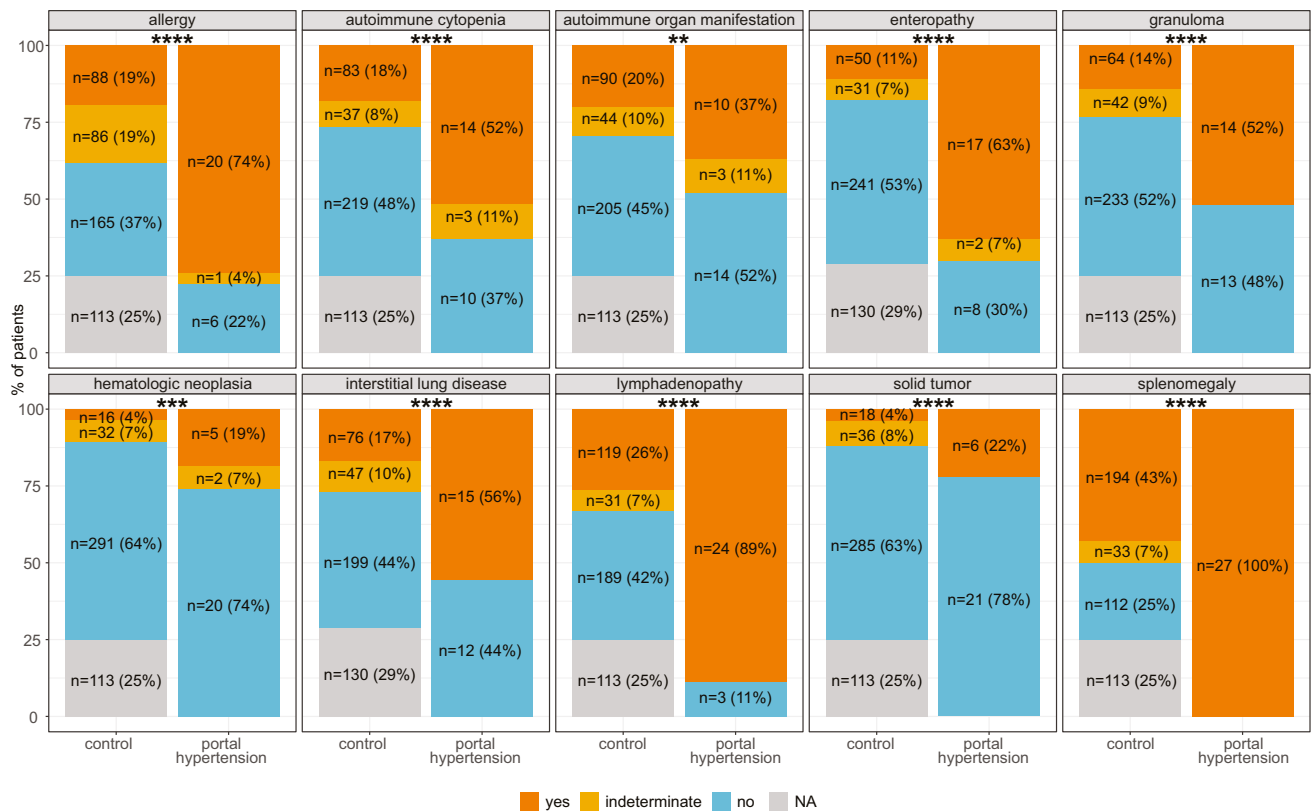 allergy
autoimmune cytopenia
autoimmune organ manifestation
enteropathy
granuloma
****
****
**
****
****
% of patients
100
75
50
25
0
n=88 (19%)
n=86 (19%)
n=165 (37%)
n=113 (25%)
n=20 (74%)
n=1 (4%)
n=6 (22%)
n=83 (18%)
n=37 (8%)
n=219 (48%)
n=113 (25%)
n=14 (52%)
n=3 (11%)
n=10 (37%)
n=90 (20%)
n=44 (10%)
n=205 (45%)
n=113 (25%)
n=10 (37%)
n=3 (11%)
n=14 (52%)
n=50 (11%)
n=31 (7%)
n=241 (53%)
n=130 (29%)
n=17 (63%)
n=2 (7%)
n=8 (30%)
n=64 (14%)
n=42 (9%)
n=233 (52%)
n=113 (25%)
n=14 (52%)
n=13 (48%)
hematologic neoplasia
interstitial lung disease
lymphadenopathy
solid tumor
splenomegaly
***
****
****
****
****
100
75
50
25
0
n=16 (4%)
n=32 (7%)
n=291 (64%)
n=113 (25%)
n=5 (19%)
n=2 (7%)
n=20 (74%)
n=76 (17%)
n=47 (10%)
n=199 (44%)
n=130 (29%)
n=15 (56%)
n=12 (44%)
n=119 (26%)
n=31 (7%)
n=189 (42%)
n=113 (25%)
n=24 (89%)
n=3 (11%)
n=18 (4%)
n=36 (8%)
n=285 (63%)
n=113 (25%)
n=6 (22%)
n=21 (78%)
n=194 (43%)
n=33 (7%)
n=112 (25%)
n=113 (25%)
n=27 (100%)
control
portal
hypertension
control
portal
hypertension
control
portal
hypertension
control
portal
hypertension
control
portal
hypertension
yes
indeterminate
no
NA